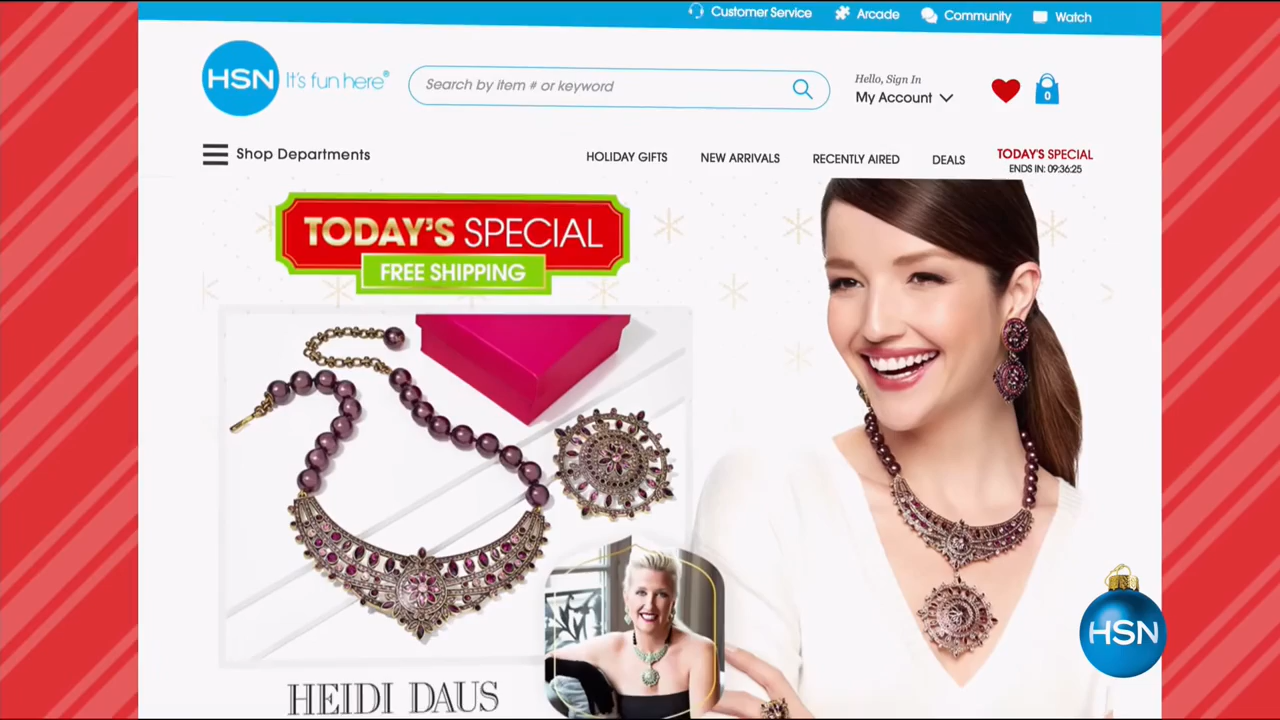 Customer Service
Arcade
Community
Watch
HSN
It's fun here®
Search by item # or keyword
Hello, Sign In
My Account
0
Shop Departments
HOLIDAY GIFTS
NEW ARRIVALS
RECENTLY AIRED
DEALS
TODAY'S SPECIAL
ENDS IN: 09:36:25
TODAY'S SPECIAL
FREE SHIPPING
HEIDI DAUS
HSN